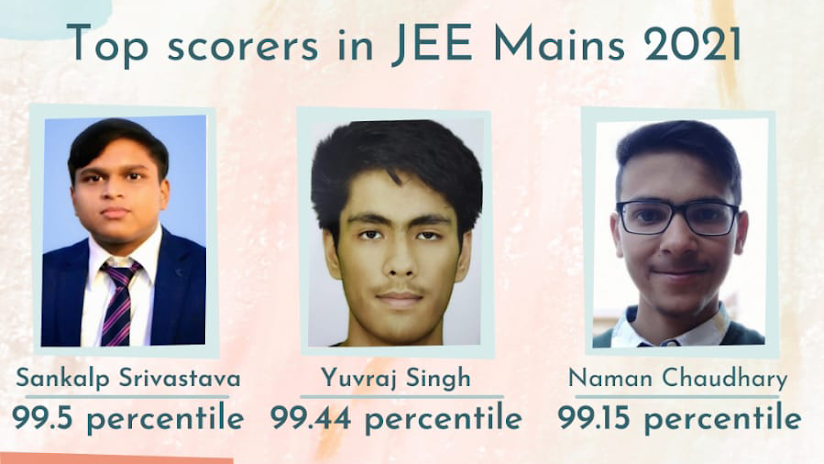 Top scorers in JEE Mains 2021
Sankalp Srivastava
99.5 percentile
Yuvraj Singh
99.44 percentile
Naman Chaudhary
99.15 percentile